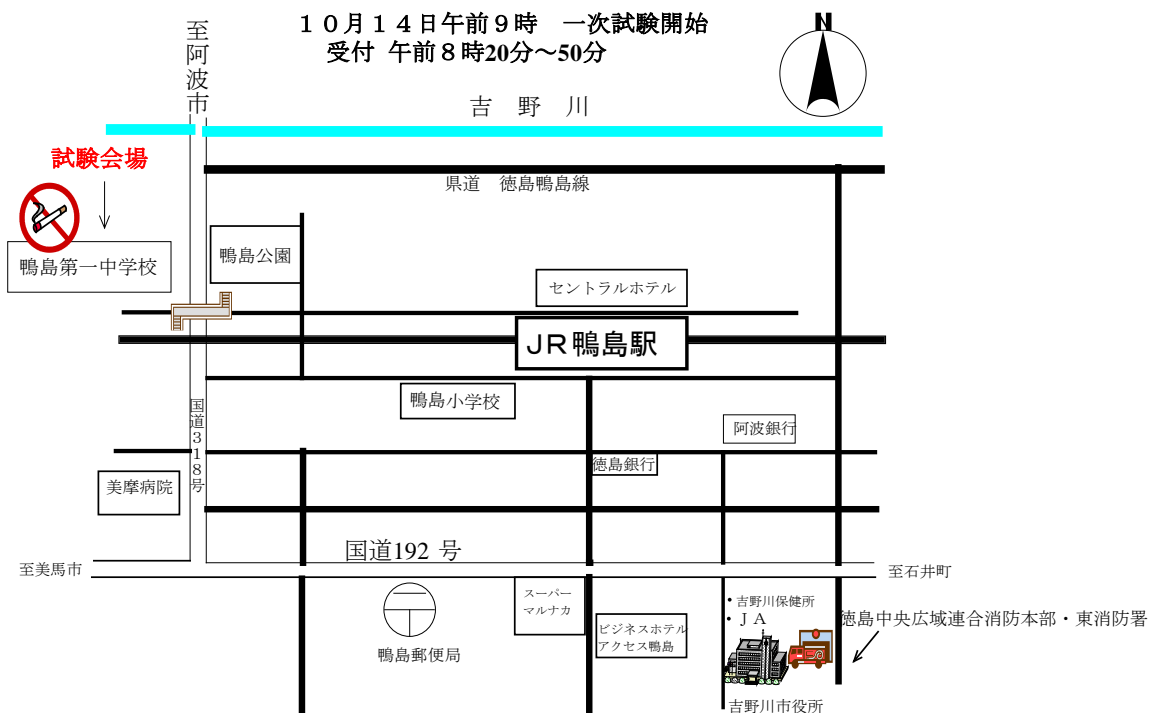 １０月１４日午前９時　一次試験開始
受付 午前８時20分～50分
N
至阿波市
吉　野　川
試験会場
県道　徳島鴨島線
鴨島公園
鴨島第一中学校
セントラルホテル
ＪＲ鴨島駅
鴨島小学校
国道３１８号
阿波銀行
徳島銀行
美摩病院
国道192 号
至美馬市
至石井町
スーパー
マルナカ
・吉野川保健所
・ＪＡ
徳島中央広域連合消防本部・東消防署
ビジネスホテル
アクセス鴨島
鴨島郵便局
吉野川市役所